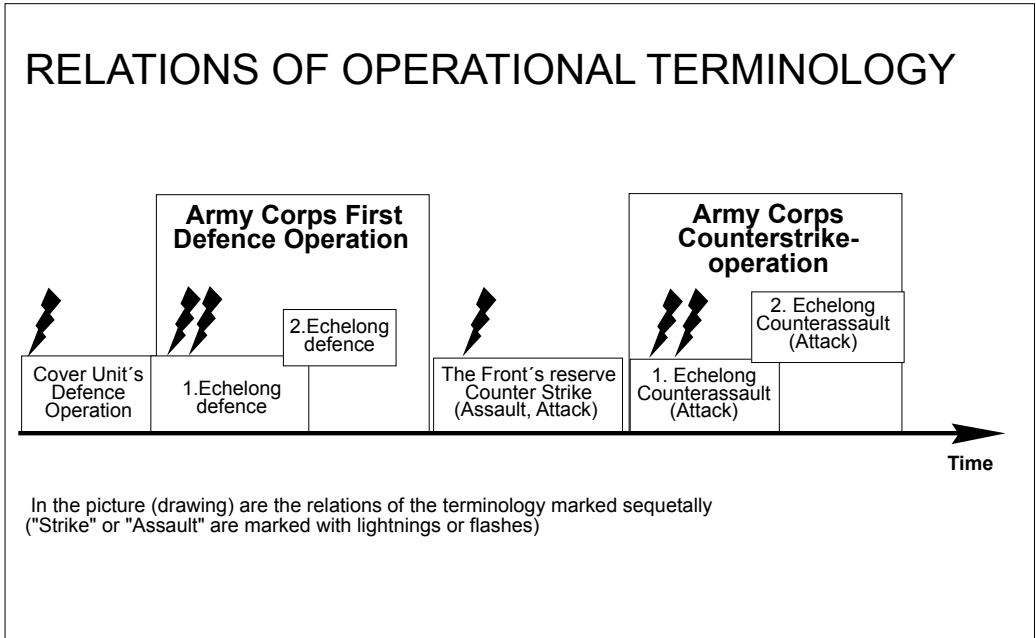 RELATIONS OF OPERATIONAL TERMINOLOGY
Army Corps First
Defence Operation
Army Corps
Counterstrike-
operation
Cover Unit´s
Defence
Operation
1.Echelong
defence
2.Echelong
defence
The Front´s reserve
Counter Strike
(Assault, Attack)
1. Echelong
Counterassault
(Attack)
2. Echelong
Counterassault
(Attack)
Time
In the picture (drawing) are the relations of the terminology marked sequetally
("Strike" or "Assault" are marked with lightnings or flashes)